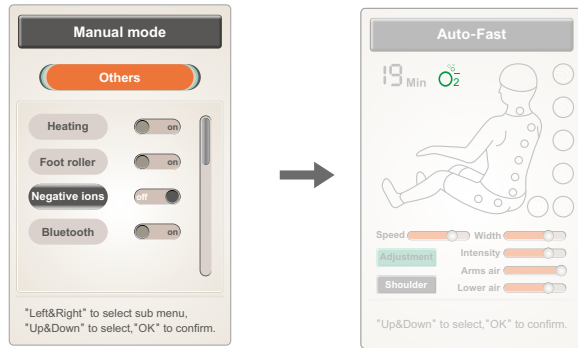 Manual mode
Others
Heating on
Foot roller on
Negative ions off
Bluetooth on
"Left&Right" to select sub menu,
"Up&Down" to select,"OK" to confirm.
Auto-Fast
19 Min O2
Speed Width
Adjustment Intensity
Arms air
Shoulder Lower air
"Up&Down" to select,"OK" to confirm.